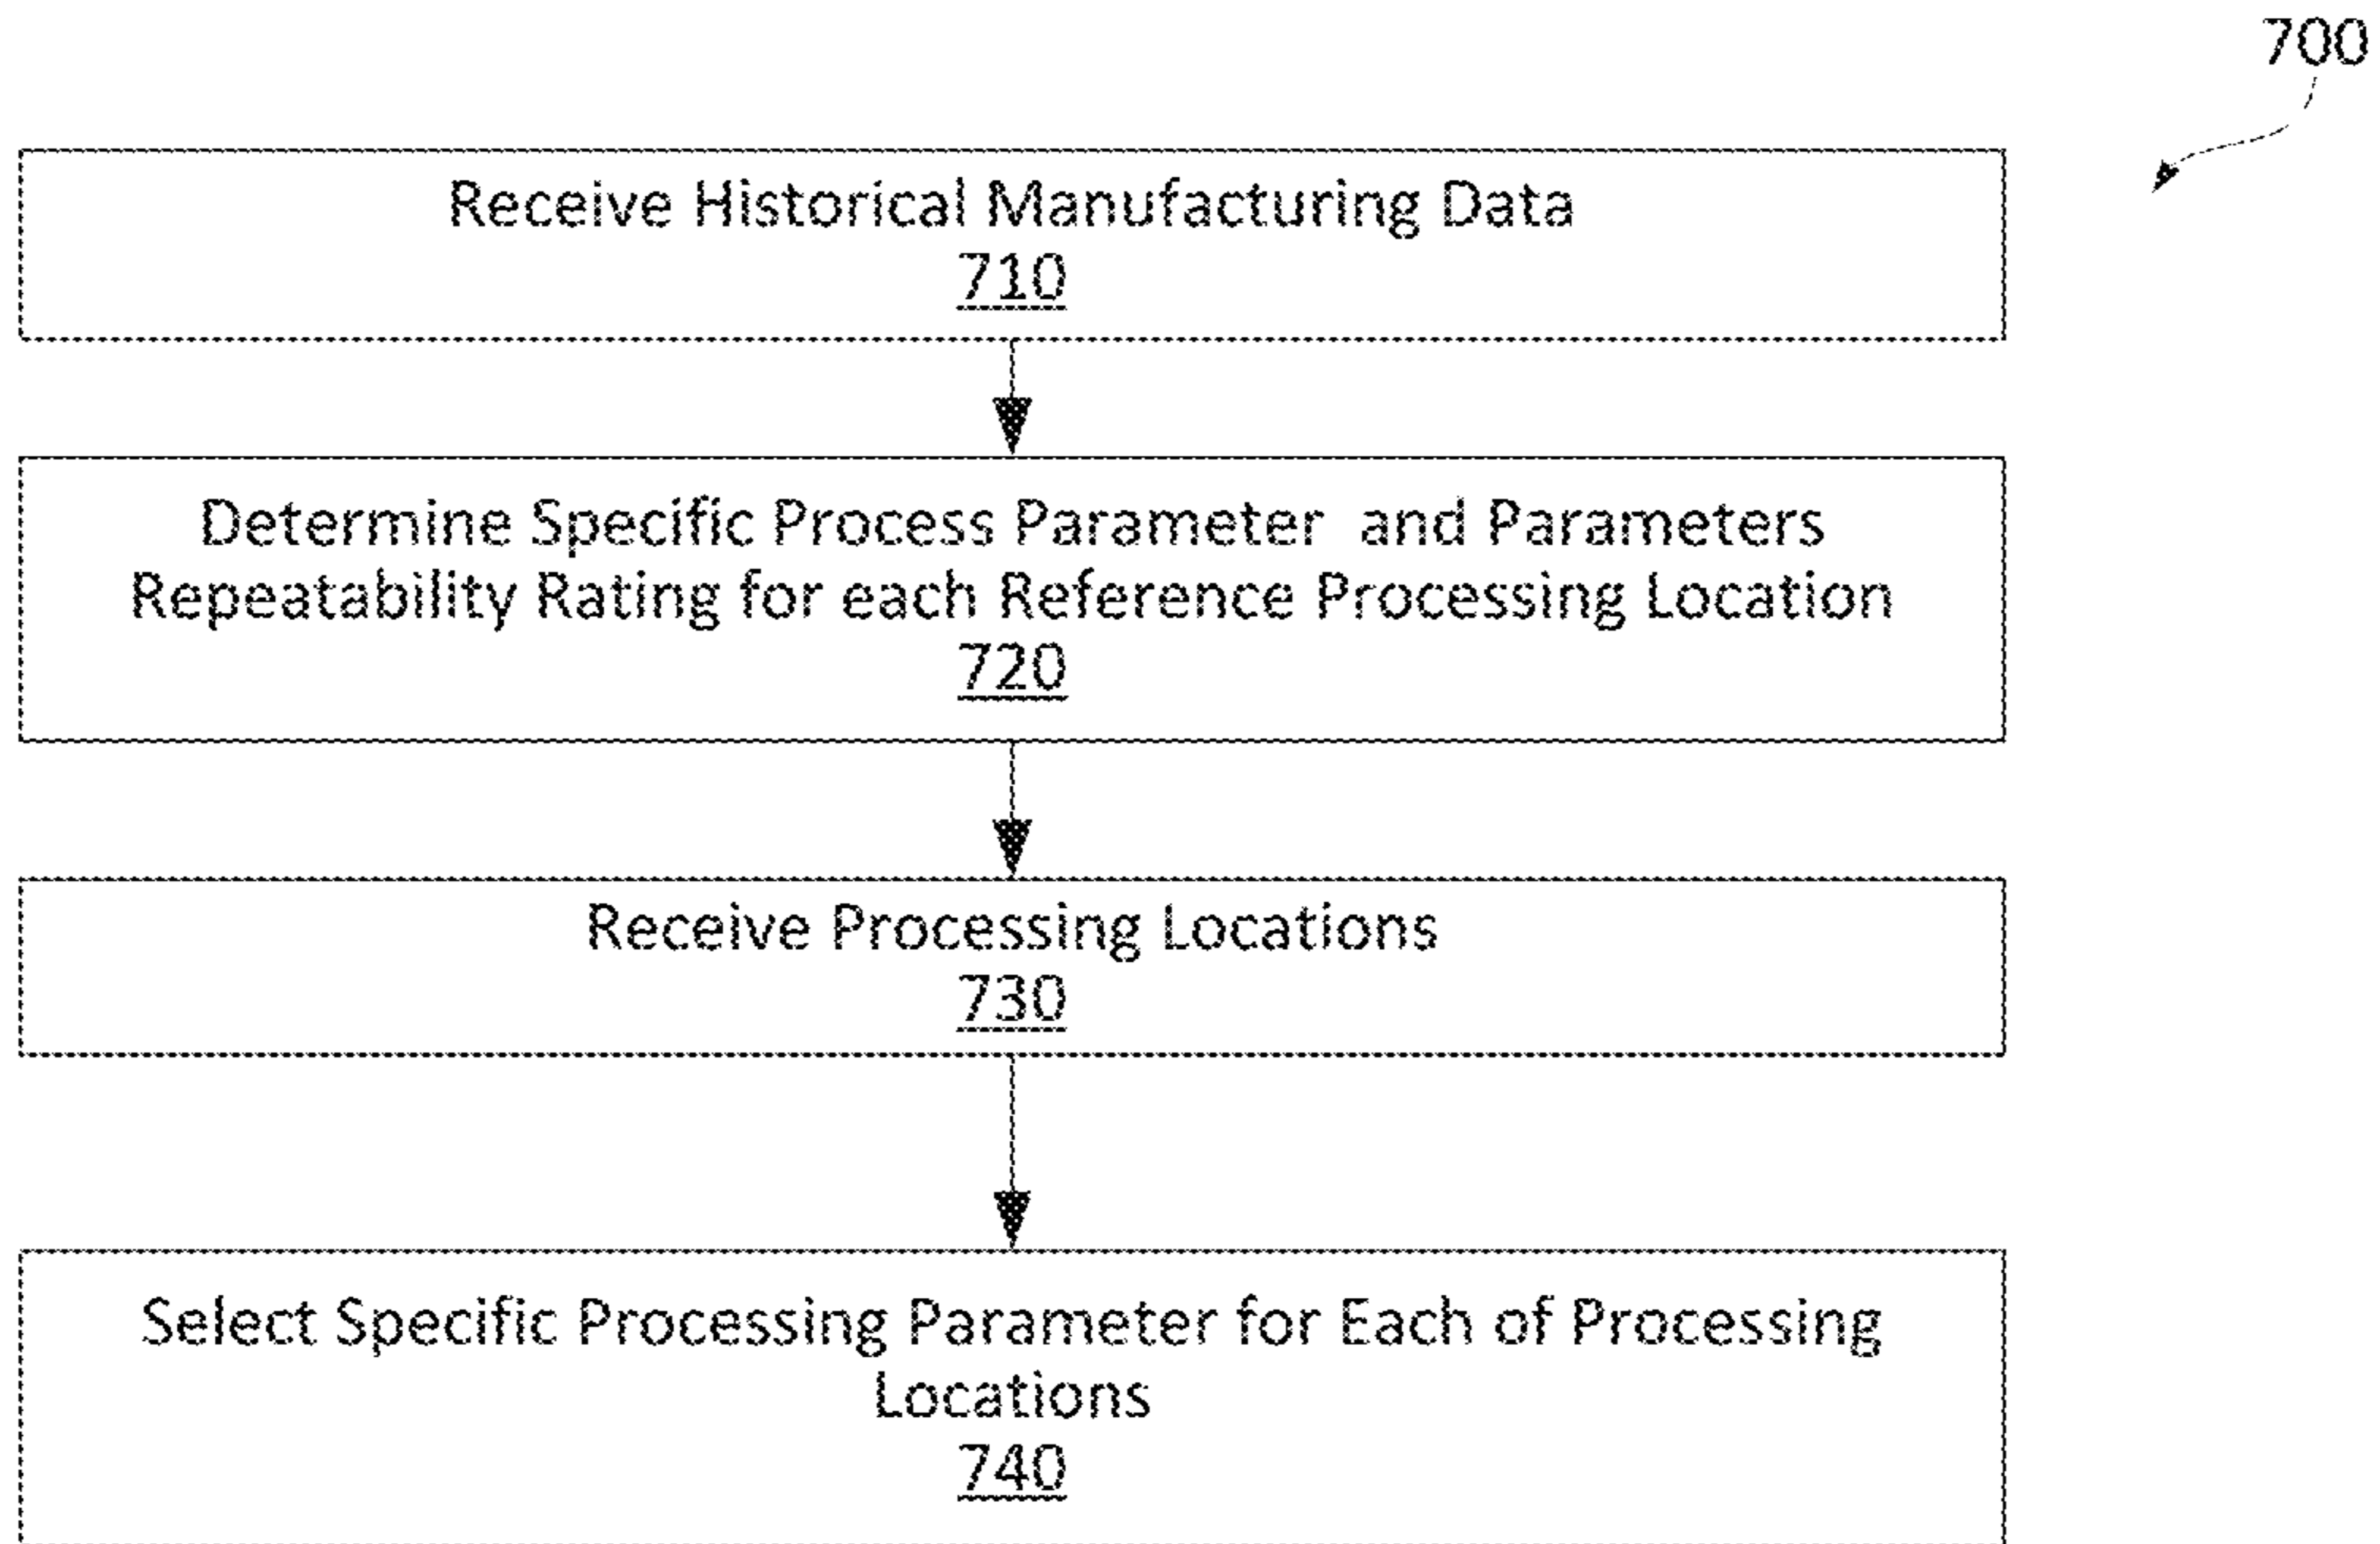 700
Receive Historical Manufacturing Data
710
Determine Specific Process Parameter and Parameters
Repeatability Rating for each Reference Processing Location
720
Receive Processing Locations
730
Select Specific Processing Parameter for Each of Processing
Locations
740